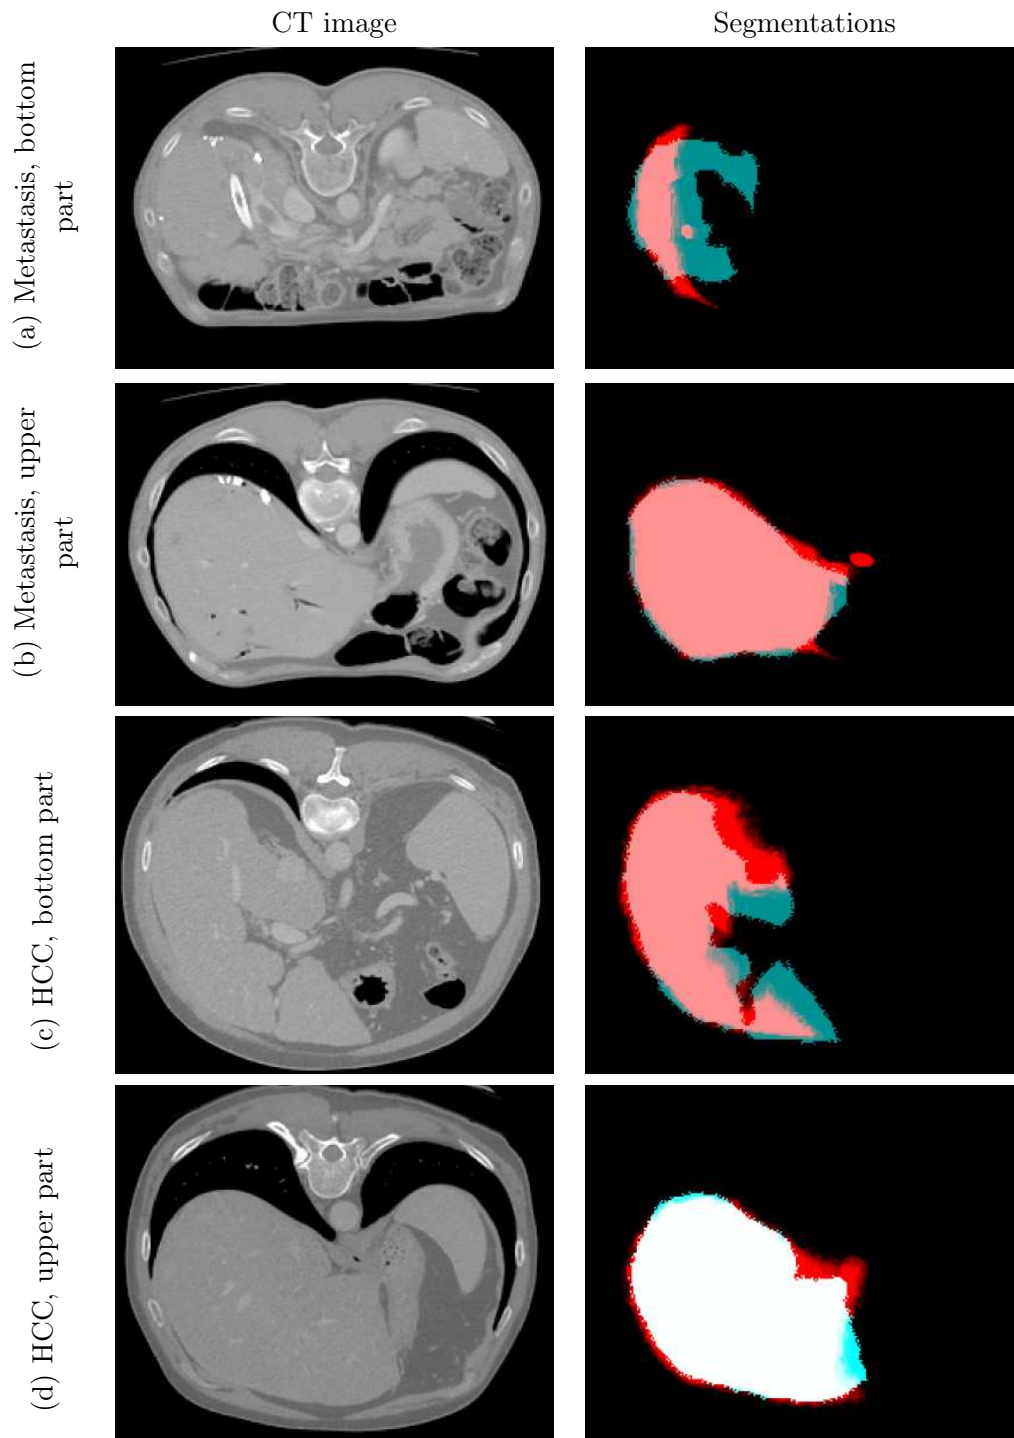 CT image
Segmentations
(a) Metastasis, bottom
part
(b) Metastasis, upper
part
(c) HCC, bottom part
(d) HCC, upper part